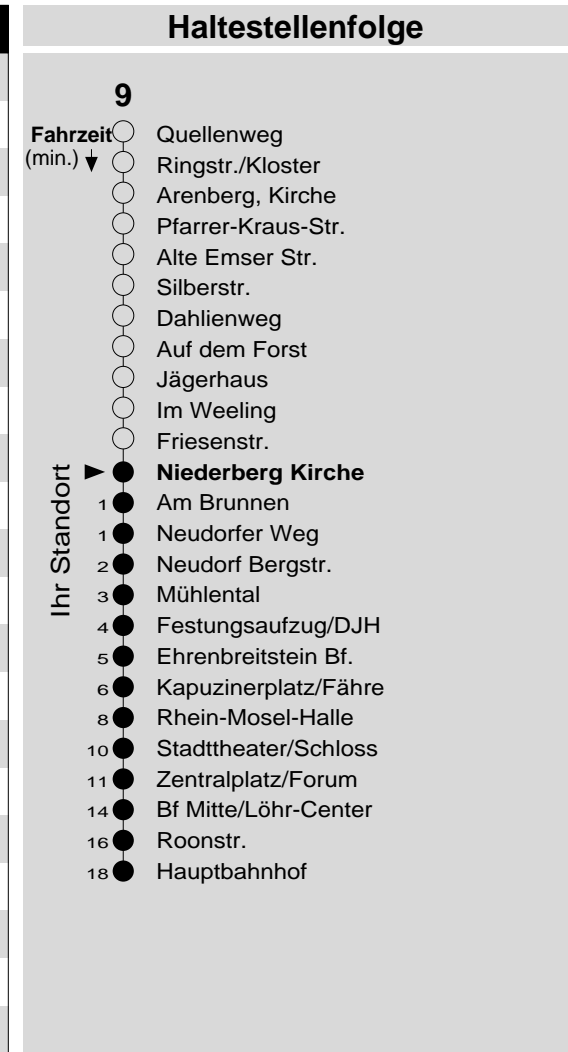 Haltestellenfolge
9
Fahrzeit
(min.)
Quellenweg
Ringstr./Kloster
Arenberg, Kirche
Pfarrer-Kraus-Str.
Alte Emser Str.
Silberstr.
Dahlienweg
Auf dem Forst
Jägerhaus
Im Weeling
Friesenstr.
Ihr Standort
Niederberg Kirche
1 Am Brunnen
1 Neudorfer Weg
2 Neudorf Bergstr.
3 Mühlental
4 Festungsaufzug/DJH
5 Ehrenbreitstein Bf.
6 Kapuzinerplatz/Fähre
8 Rhein-Mosel-Halle
10 Stadttheater/Schloss
11 Zentralplatz/Forum
14 Bf Mitte/Löhr-Center
16 Roonstr.
18 Hauptbahnhof